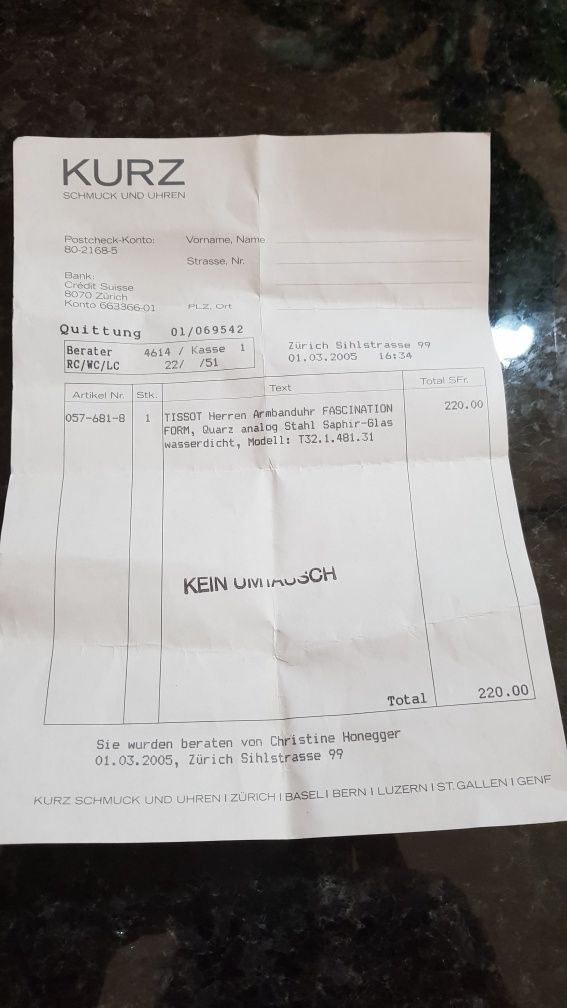 KURZ
SCHMUCK UND UHREN
Postcheck-Konto:
80-2168-5
Vorname, Name
Strasse, Nr.
Bank:
Crédit Suisse
8070 Zürich
Konto 663366-01
PLZ, Ort
Quittung 01/069542
Berater 4614 / Kasse 1
RC/WC/LC 22/ /51
Zürich Sihlstrasse 99
01.03.2005 16:34
Artikel Nr. Stk. Text Total SFr.
057-681-8 1 TISSOT Herren Armbanduhr FASCINATION 220.00
FORM, Quarz analog Stahl Saphir-Glas
wasserdicht, Modell: T32.1.481.31
KEIN UMTAUSCH
Total 220.00
Sie wurden beraten von Christine Honegger
01.03.2005, Zürich Sihlstrasse 99
KURZ SCHMUCK UND UHREN I ZÜRICH I BASEL I BERN I LUZERN I ST. GALLEN I GENF